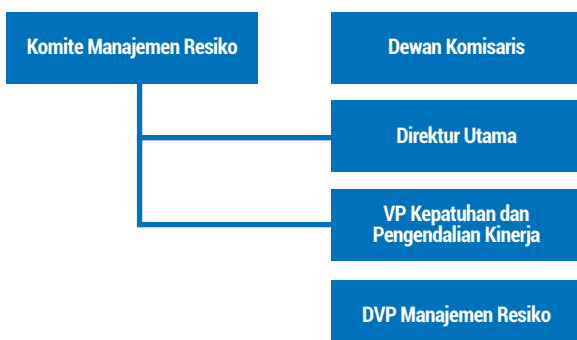 Komite Manajemen Resiko
Dewan Komisaris
Direktur Utama
VP Kepatuhan dan
Pengendalian Kinerja
DVP Manajemen Resiko